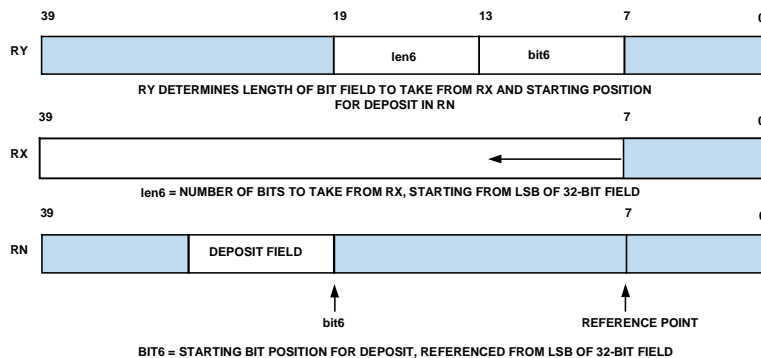 39 19 13 7 0
RY len6 bit6
RY DETERMINES LENGTH OF BIT FIELD TO TAKE FROM RX AND STARTING POSITION
FOR DEPOSIT IN RN
39 7 0
RX
len6 = NUMBER OF BITS TO TAKE FROM RX, STARTING FROM LSB OF 32-BIT FIELD
39 7 0
RN DEPOSIT FIELD
bit6 REFERENCE POINT
BIT6 = STARTING BIT POSITION FOR DEPOSIT, REFERENCED FROM LSB OF 32-BIT FIELD